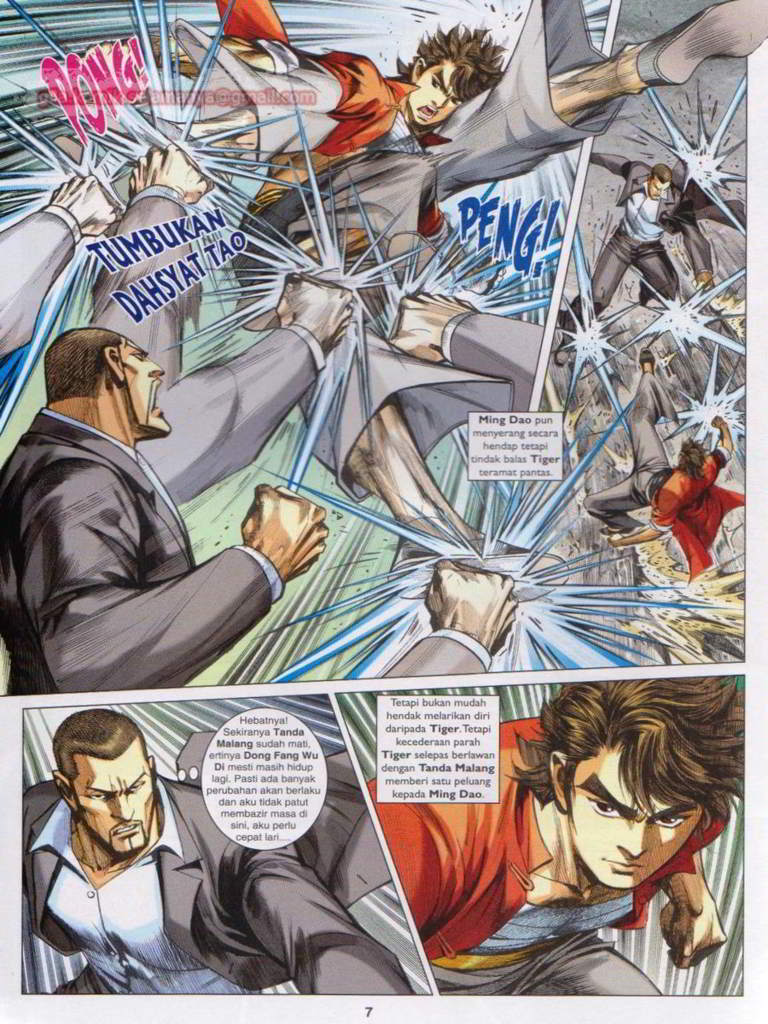 PONG!
TUMBUKAN
DAHSYAT TAO
PENG!
Ming Dao pun
menyerang secara
hendap tetapi
tindak balas Tiger
teramat pantas.
Hebatnya!
Sekiranya Tanda
Malang sudah mati,
ertinya Dong Fang Wu
Di mesti masih hidup
lagi. Pasti ada banyak
perubahan akan berlaku
dan aku tidak patut
membazir masa di
sini, aku perlu
cepat lari....
Tetapi bukan mudah
hendak melarikan diri
daripada Tiger. Tetapi
kecederaan parah
Tiger selepas berlawan
dengan Tanda Malang
memberi satu peluang
kepada Ming Dao.
7